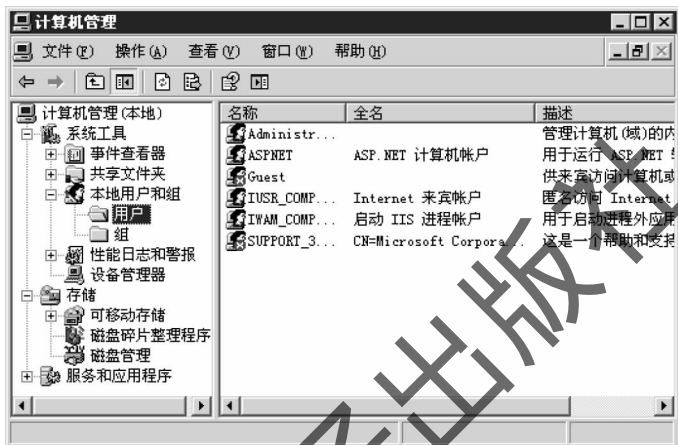 计算机管理
文件(F) 操作(A) 查看(V) 窗口(W) 帮助(H)
计算机管理(本地)
系统工具
事件查看器
共享文件夹
本地用户和组
用户
组
性能日志和警报
设备管理器
存储
可移动存储
磁盘碎片整理程序
磁盘管理
服务和应用程序
名称 全名 描述
Administr... 管理计算机(域)的内
ASPNET ASP.NET 计算机帐户 用于运行 ASP.NET
Guest 供来宾访问计算机或
IUSR_COMP... Internet 来宾帐户 匿名访问 Internet
IWAM_COMP... 启动 IIS 进程帐户 用于启动进程外应用
SUPPORT_3... CN=Microsoft Corpora... 这是一个帮助和支持
出版社